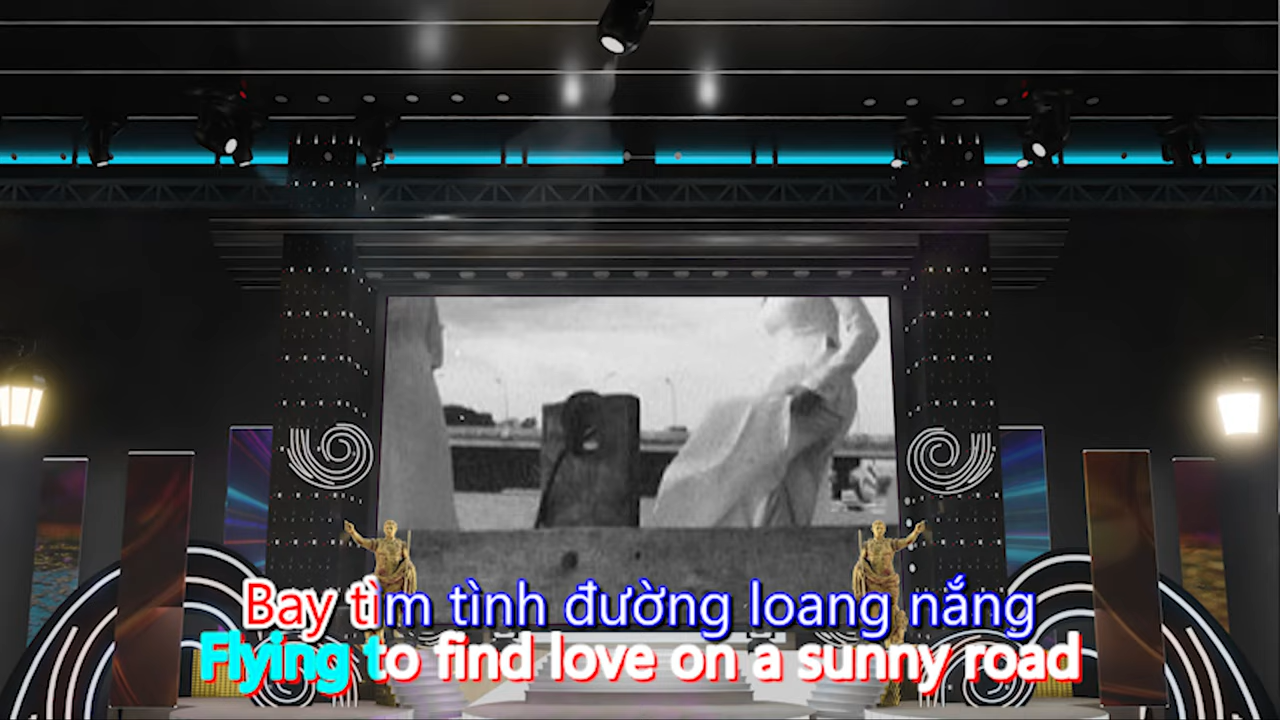 Bay tìm tình đường loang nắng
Flying to find love on a sunny road